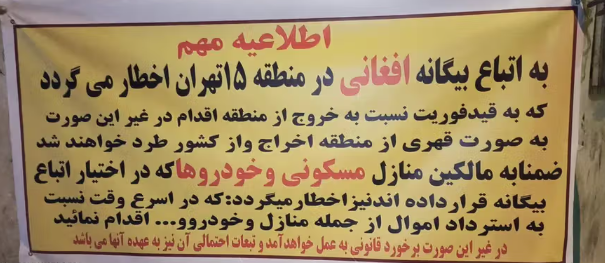 اطلاعیه مهم
به اتباع بیگانه افغانی در منطقه ۱۵تهران اخطار می گردد
که به قیدفوریت نسبت به خروج از منطقه اقدام در غیر این صورت
به صورت قهری از منطقه اخراج واز کشور طرد خواهند شد
ضمنابه مالکین منازل مسکونی وخودروهاکه در اختیار اتباع
بیگانه قرارداده اندنیزاخطارمیگردد:که در اسرع وقت نسبت
به استرداد اموال از جمله منازل وخودروو... اقدام نمائید
در غیر این صورت برخورد قانونی به عمل خواهدآمد و تبعات احتمالی آن نیز به عهده آنها می باشد